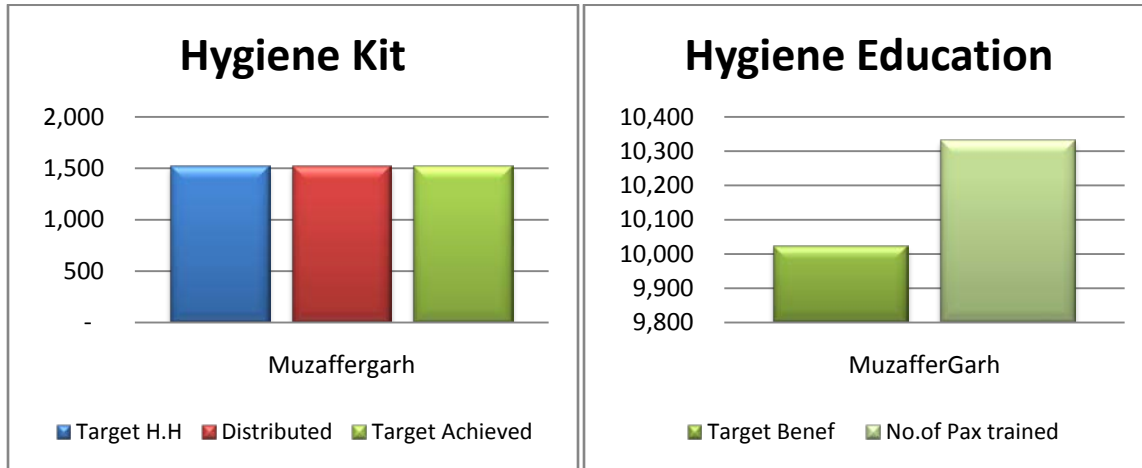 Hygiene Kit
2,000
1,500
1,000
500
-
Muzaffergarh
Target H.H Distributed Target Achieved
Hygiene Education
10,400
10,300
10,200
10,100
10,000
9,900
9,800
MuzafferGarh
Target Benef No.of Pax trained